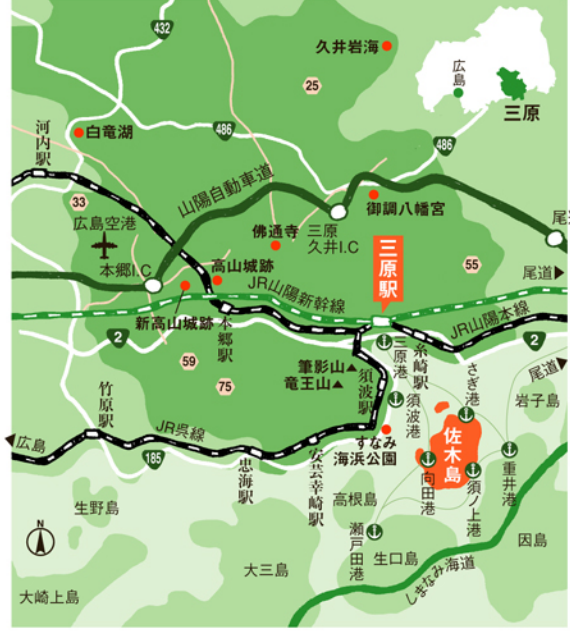 432
久井岩海
広島
三原
25
486
486
白竜湖
河内駅
山陽自動車道
御調八幡宮
33
広島空港
佛通寺
三原
久井I.C
三原駅
尾道
本郷I.C
高山城跡
JR山陽新幹線
55
尾道
新高山城跡
本郷駅
JR山陽本線
2
2
三原港
糸崎駅
筆影山
竜王山
59
75
須波駅
須波港
さぎ港
尾道
岩子島
竹原駅
JR呉線
広島
すなみ
海浜公園
佐木島
185
忠海駅
安芸幸崎駅
向田港
須ノ上港
重井港
N
生野島
高根島
瀬戸田港
生口島
因島
しまなみ海道
大三島
大崎上島